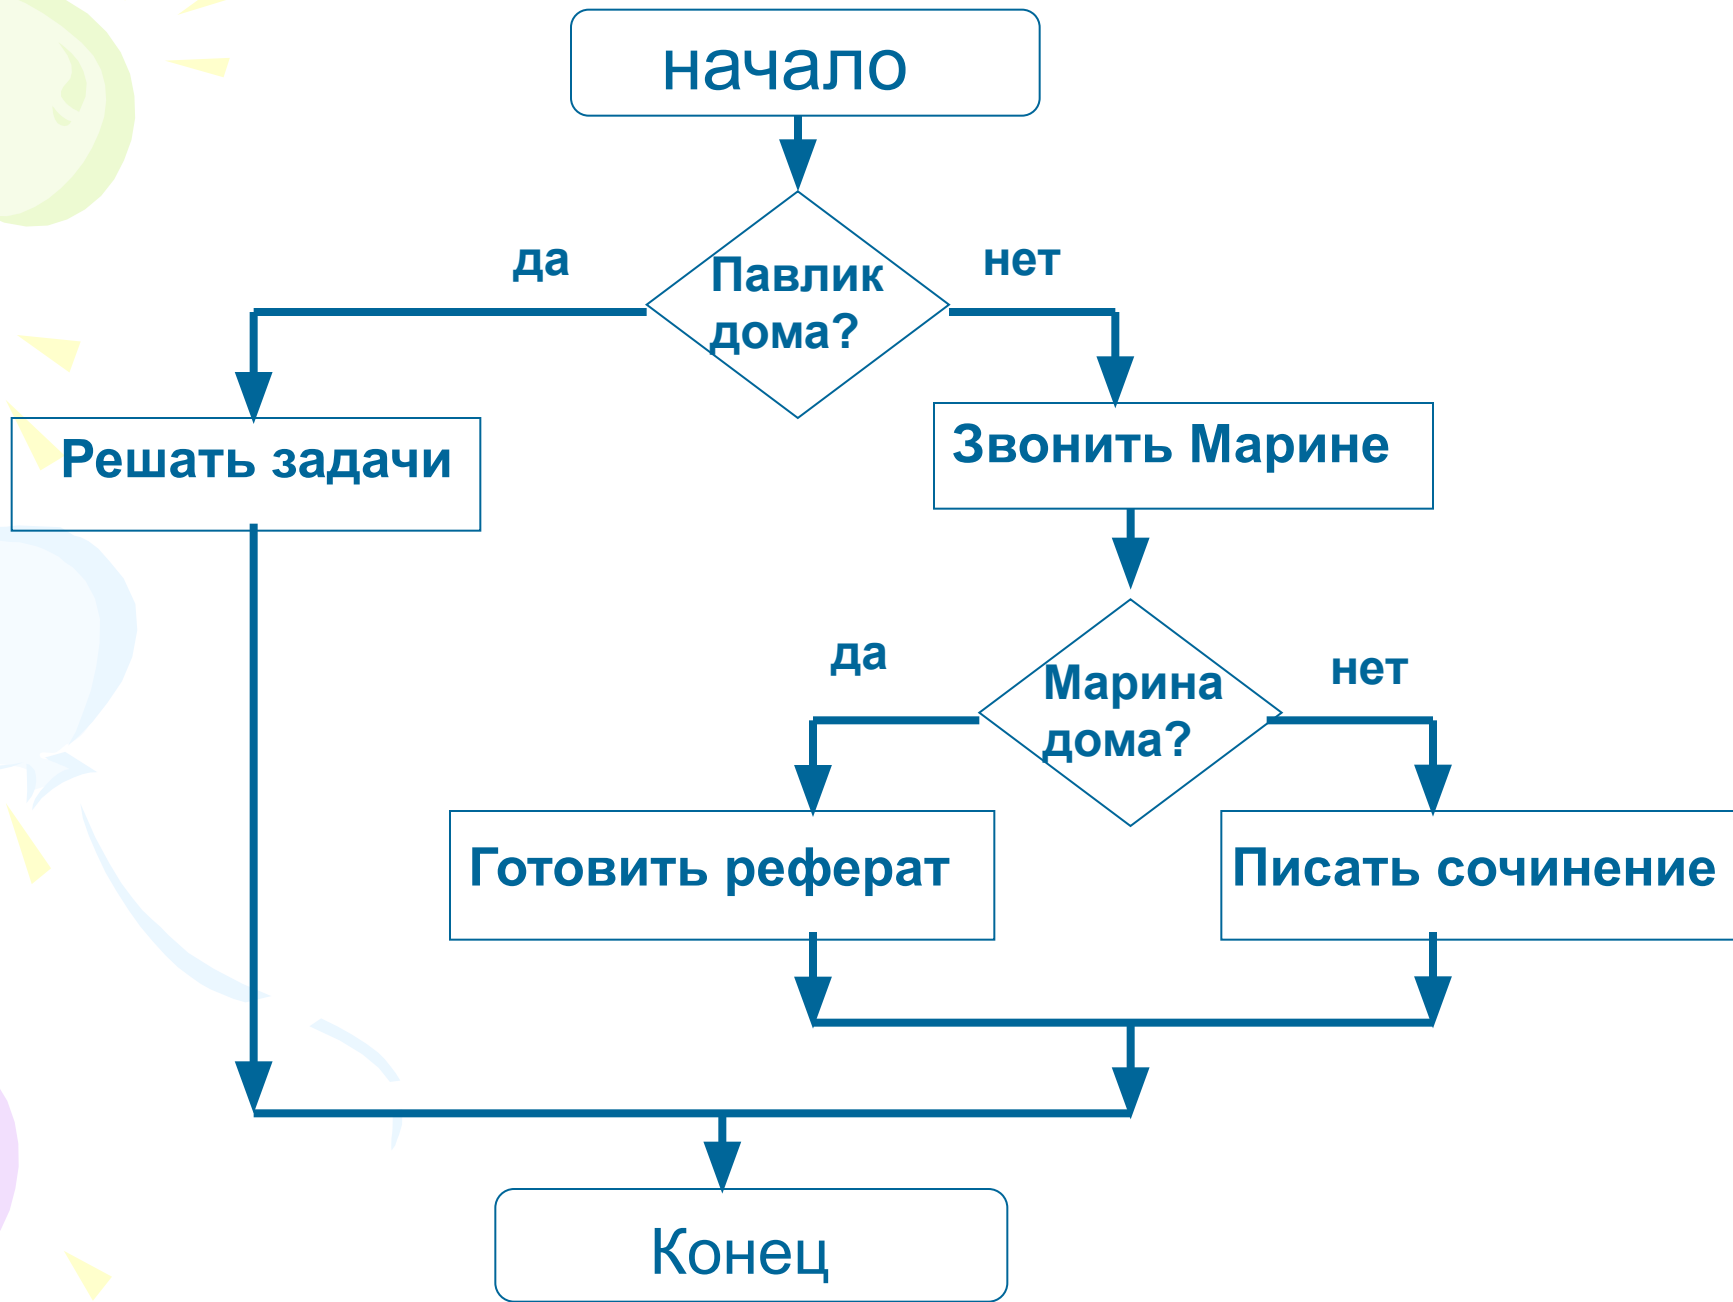 начало
да
Павлик
дома?
нет
Решать задачи
Звонить Марине
да
Марина
дома?
нет
Готовить реферат
Писать сочинение
Конец